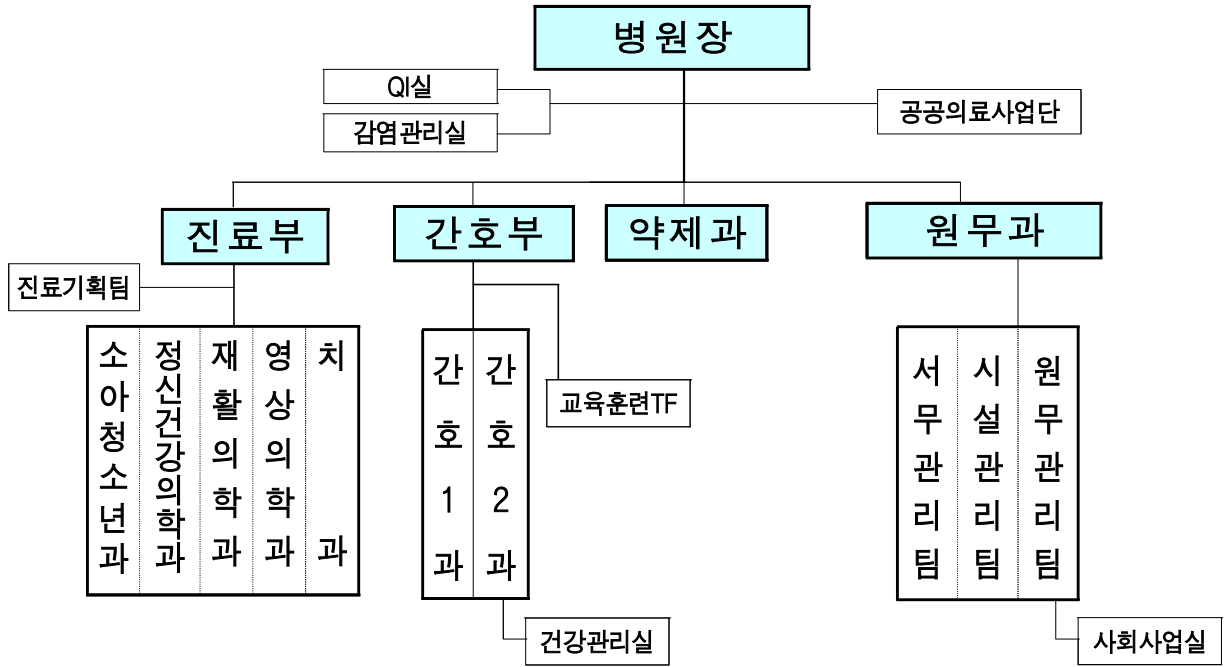 병원장
QI실
감염관리실
공공의료사업단
진료부
간호부
약제과
원무과
진료기획팀
소아청소년과
정신건강의학과
재활의학과
영상의학과
치과
간호1과
간호2과
교육훈련TF
서무관리팀
시설관리팀
원무관리팀
건강관리실
사회사업실